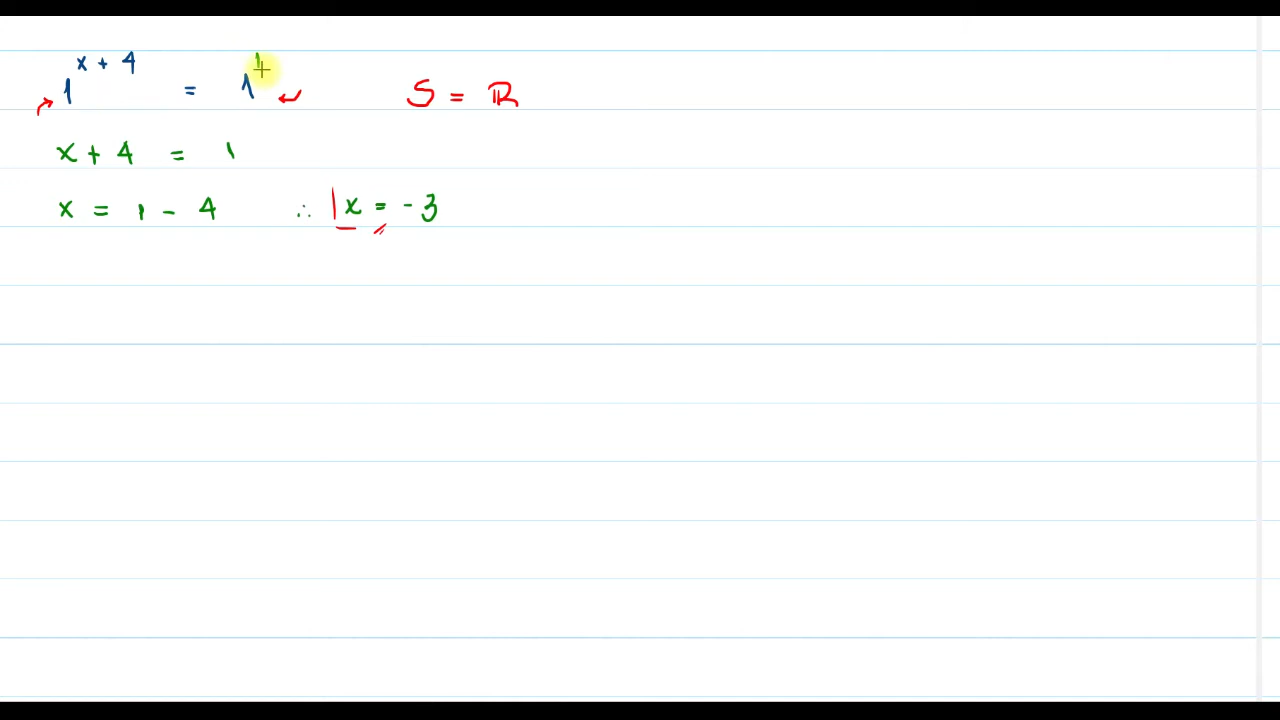 1^{x + 4} = 1^{1} S = ℝ
x + 4 = 1
x = 1 - 4 ∴ x = -3